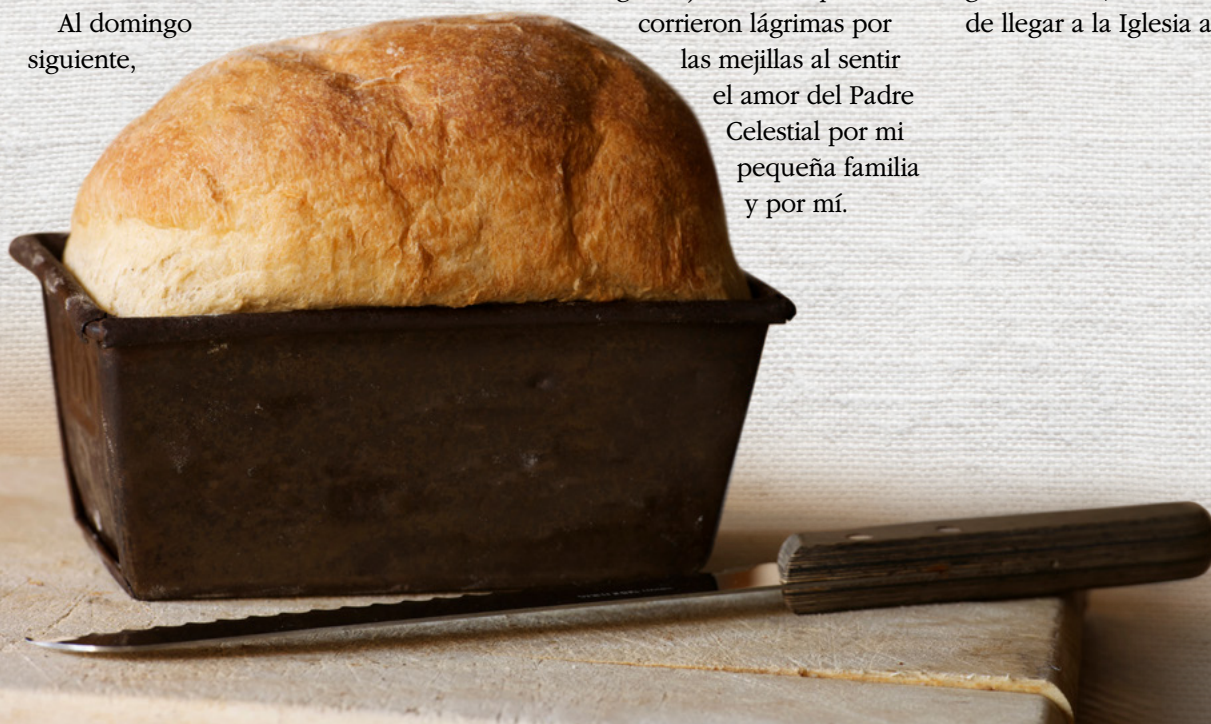 Al domingo
siguiente,
corrieron lágrimas por
las mejillas al sentir
el amor del Padre
Celestial por mi
pequeña familia
y por mí.
de llegar a la Iglesia a